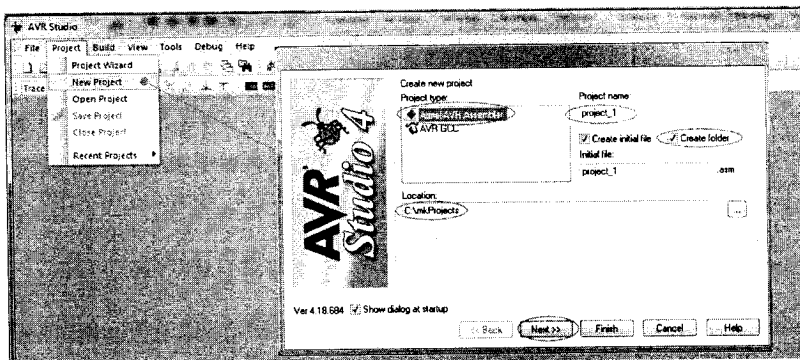 AVR Studio
File Project Build View Tools Debug Help
Project Wizard
New Project
Open Project
Save Project
Close Project
Recent Projects
Trace
AVR Studio 4
Create new project
Project type:
Atmel AVR Assembler
AVR GCC
Project name
project_1
Create initial file
Create folder
Initial file:
project_1 .asm
Location:
C:\mkProjects
...
Ver 4.18.684 Show dialog at startup
<< Back Next >> Finish Cancel Help